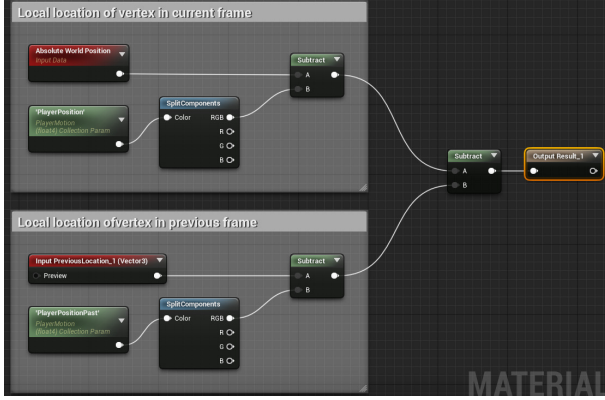 Local location of vertex in current frame
Absolute World Position
Input Data
Subtract
A
B
'PlayerPosition'
PlayerMotion
(float4) Collection Param
SplitComponents
Color RGB
R
G
B
Subtract
A
B
Output Result_1
Local location ofvertex in previous frame
Input PreviousLocation_1 (Vector3)
Preview
Subtract
A
B
'PlayerPositionPast'
PlayerMotion
(float4) Collection Param
SplitComponents
Color RGB
R
G
B
MATERIAL